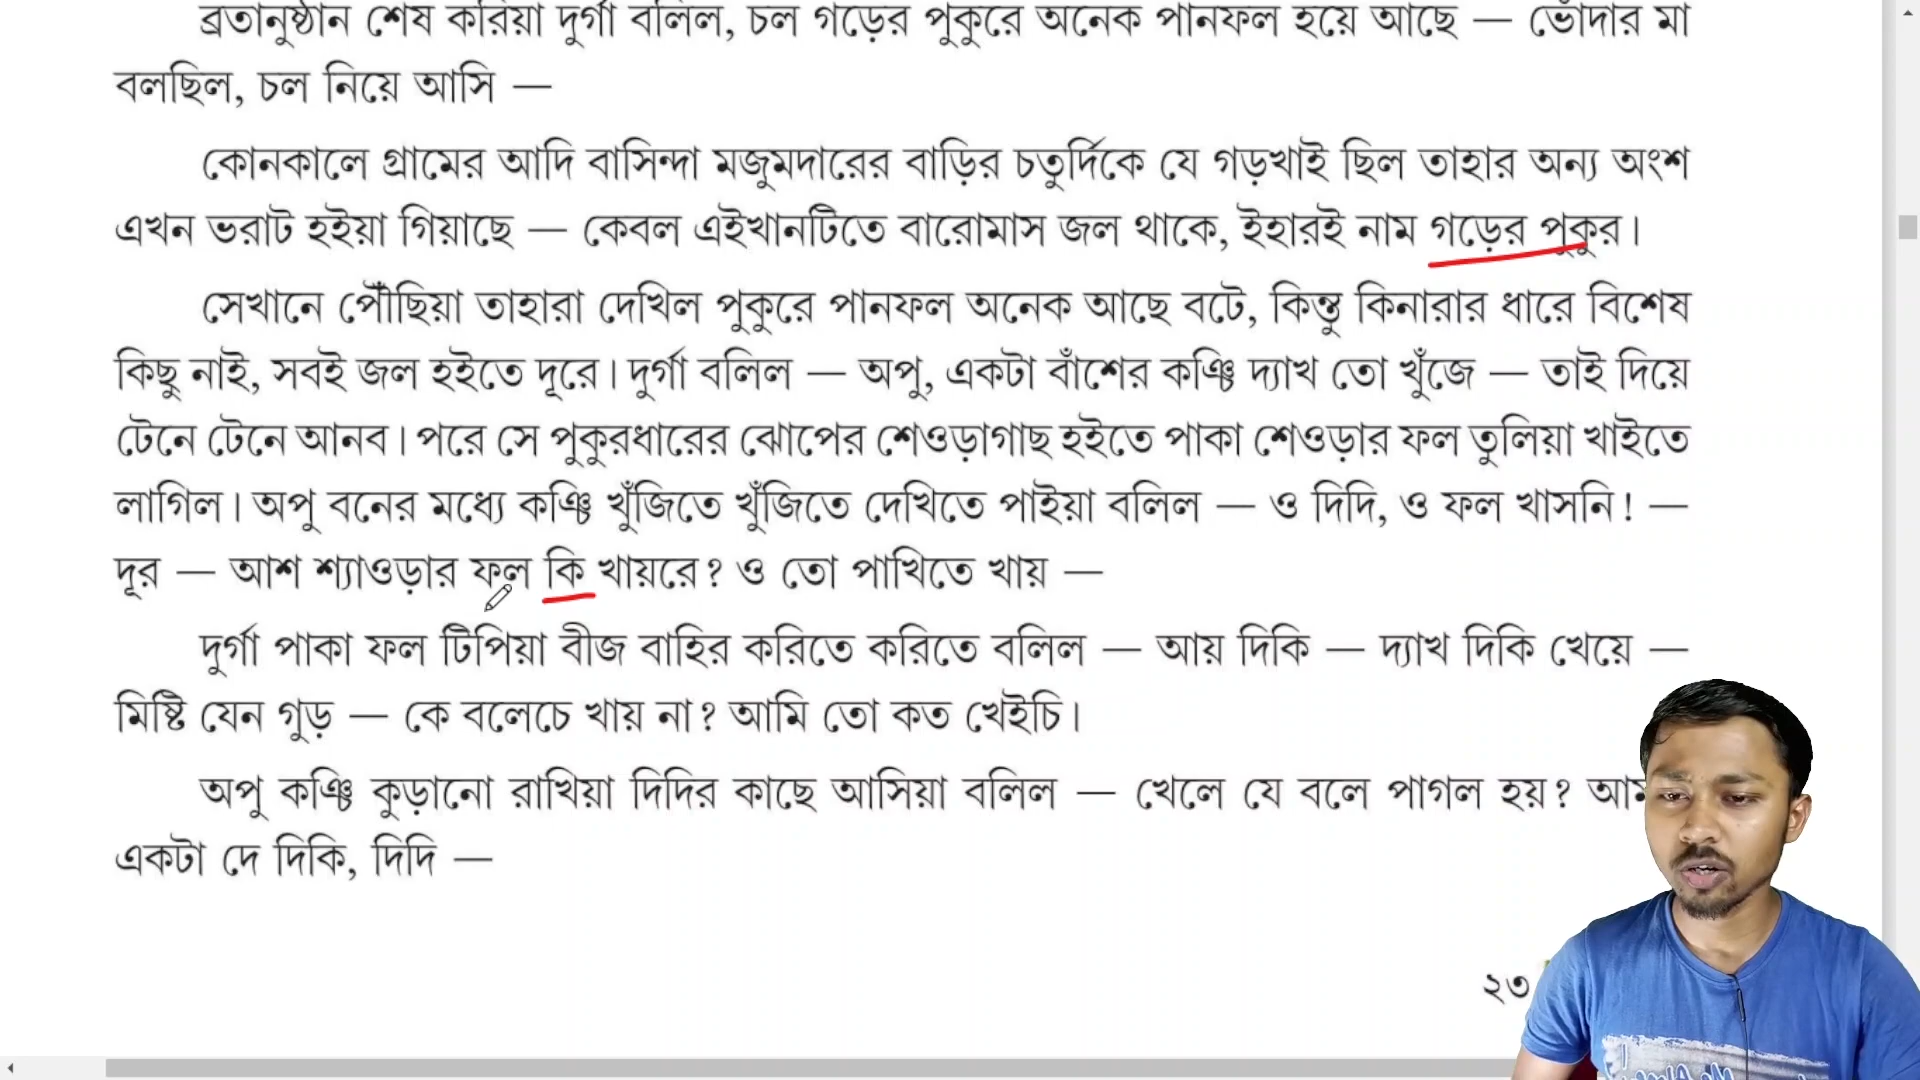 ব্রতানুষ্ঠান শেষ করিয়া দুর্গা বলিল, চল গড়ের পুকুরে অনেক পানফল হয়ে আছে — ভোঁদার মা
বলছিল, চল নিয়ে আসি —
কোনকালে গ্রামের আদি বাসিন্দা মজুমদারের বাড়ির চতুর্দিকে যে গড়খাই ছিল তাহার অন্য অংশ
এখন ভরাট হইয়া গিয়াছে — কেবল এইখানটিতে বারোমাস জল থাকে, ইহারই নাম গড়ের পুকুর।
সেখানে পৌঁছিয়া তাহারা দেখিল পুকুরে পানফল অনেক আছে বটে, কিন্তু কিনারার ধারে বিশেষ
কিছু নাই, সবই জল হইতে দূরে। দুর্গা বলিল — অপু, একটা বাঁশের কঞ্চি দ্যাখ তো খুঁজে — তাই দিয়ে
টেনে টেনে আনব। পরে সে পুকুরধারের ঝোপের শেওড়াগাছ হইতে পাকা শেওড়ার ফল তুলিয়া খাইতে
লাগিল। অপু বনের মধ্যে কঞ্চি খুঁজিতে খুঁজিতে দেখিতে পাইয়া বলিল — ও দিদি, ও ফল খাসনি! —
দূর — আশ শ্যাওড়ার ফল কি খায়রে? ও তো পাখিতে খায় —
দুর্গা পাকা ফল টিপিয়া বীজ বাহির করিতে করিতে বলিল — আয় দিকি — দ্যাখ দিকি খেয়ে —
মিষ্টি যেন গুড় — কে বলেচে খায় না? আমি তো কত খেইচি।
অপু কঞ্চি কুড়ানো রাখিয়া দিদির কাছে আসিয়া বলিল — খেলে যে বলে পাগল হয়?
একটা দে দিকি, দিদি —
২৩